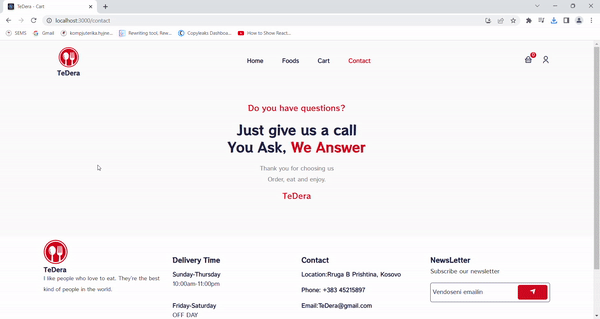 TeDera - Cart
localhost:3000/contact
SEMS
Gmail
kompjuterika.hyjne...
Rewriting tool, Rew...
Copyleaks Dashboa...
How to Show React...
TeDera
Home
Foods
Cart
Contact
0
Do you have questions?
Just give us a call
You Ask, We Answer
Thank you for choosing us
Order, eat and enjoy.
TeDera
TeDera
I like people who love to eat. They're the best
kind of people in the world.
Delivery Time
Sunday-Thursday
10:00am-11:00pm
Friday-Saturday
OFF DAY
Contact
Location:Rruga B Prishtina, Kosovo
Phone: +383 45215897
Email:TeDera@gmail.com
NewsLetter
Subscribe our newsletter
Vendoseni emailin